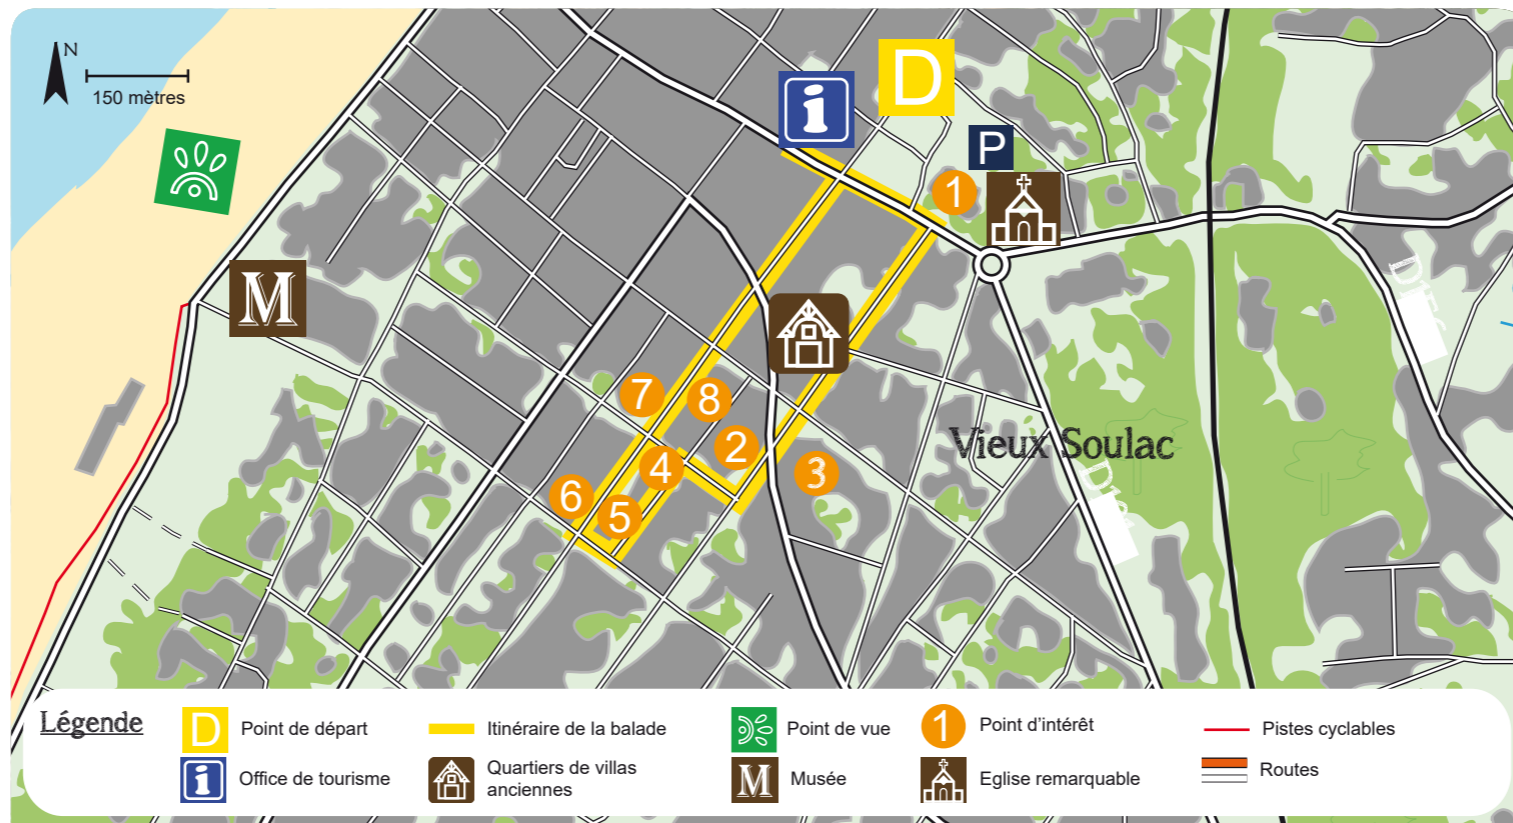 N
150 mètres
D
i
P
1
M
7
8
2
4
3
6
5
Vieux Soulac
Légende
D Point de départ
Itinéraire de la balade
Point de vue
1 Point d'intérêt
Pistes cyclables
i Office de tourisme
Quartiers de villas
anciennes
M Musée
Eglise remarquable
Routes